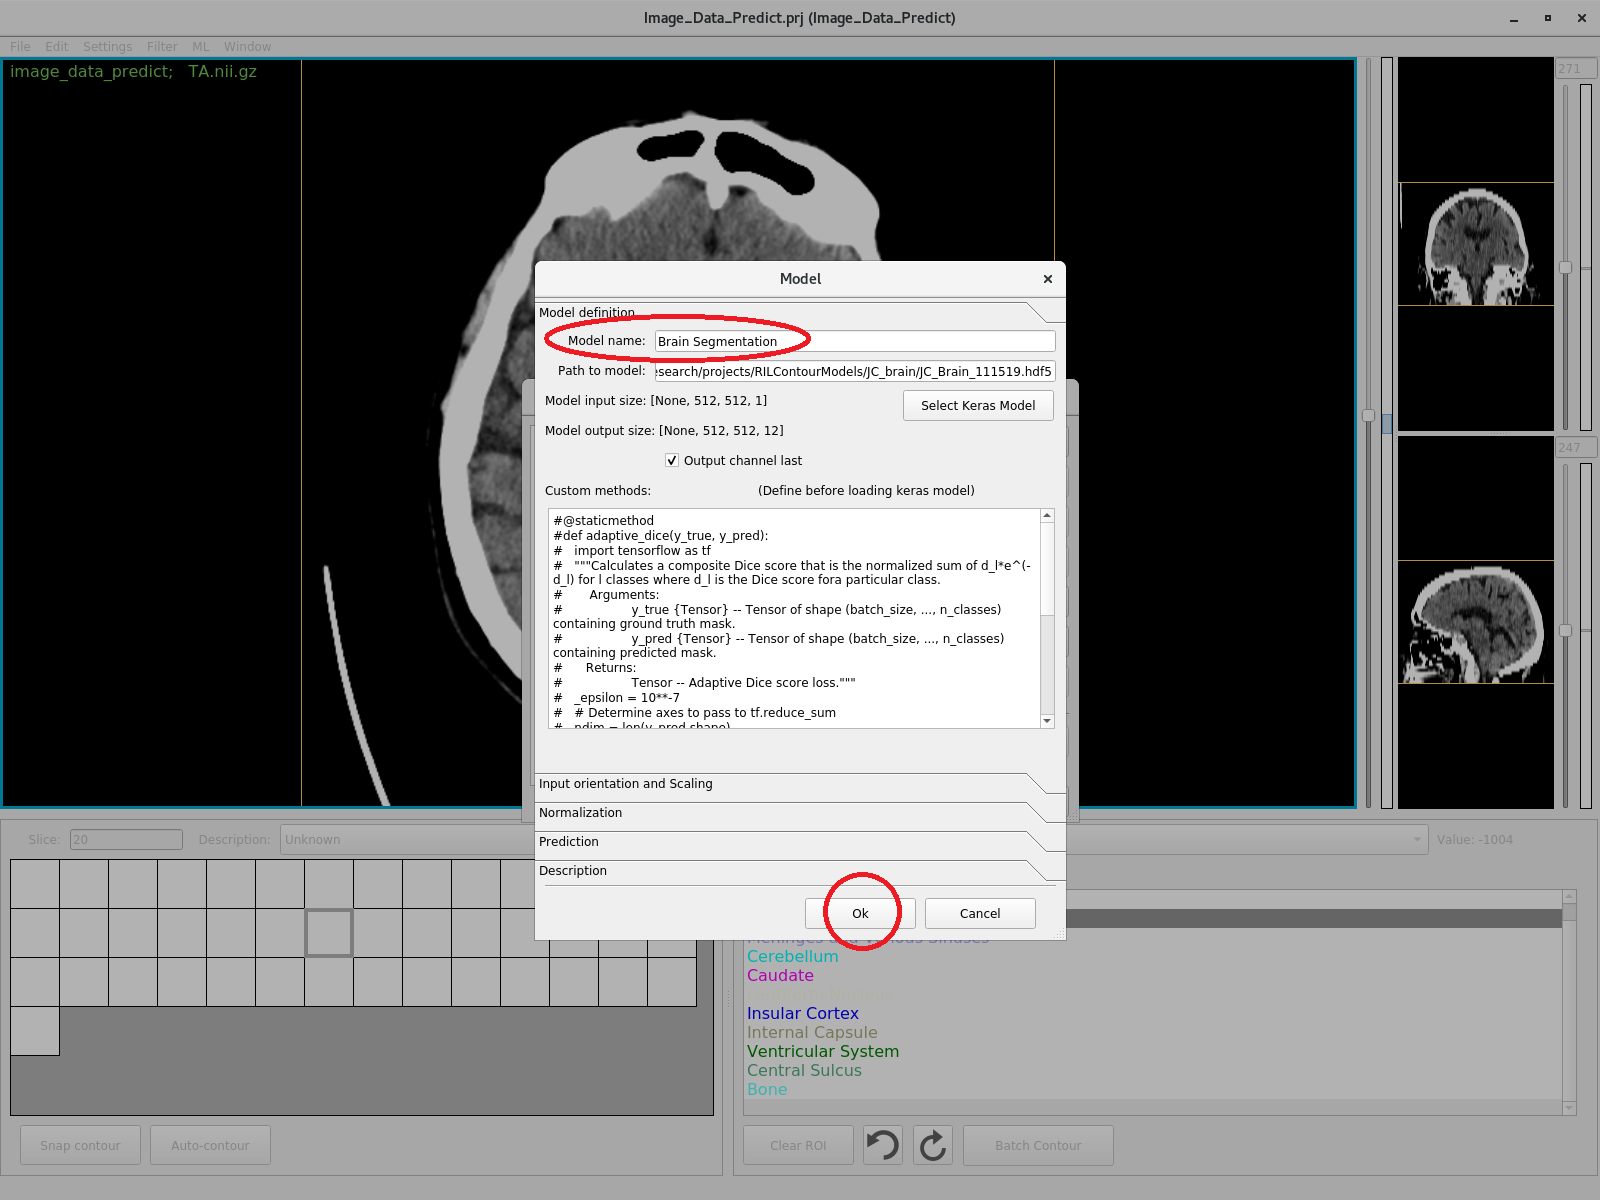 Image_Data_Predict.prj (Image_Data_Predict)
File Edit Settings Filter ML Window
image_data_predict; TA.nii.gz
271
247
Model
Model definition
Model name: Brain Segmentation
Path to model: search/projects/RILContourModels/JC_brain/JC_Brain_111519.hdf5
Model input size: [None, 512, 512, 1]
Select Keras Model
Model output size: [None, 512, 512, 12]
Output channel last
Custom methods: (Define before loading keras model)
#@staticmethod
#def adaptive_dice(y_true, y_pred):
# import tensorflow as tf
# """Calculates a composite Dice score that is the normalized sum of d_l*e^(-
d_l) for l classes where d_l is the Dice score fora particular class.
# Arguments:
# y_true {Tensor} -- Tensor of shape (batch_size, ..., n_classes)
containing ground truth mask.
# y_pred {Tensor} -- Tensor of shape (batch_size, ..., n_classes)
containing predicted mask.
# Returns:
# Tensor -- Adaptive Dice score loss."""
# _epsilon = 10**-7
# # Determine axes to pass to tf.reduce_sum
# ndim = len(y_pred.shape)
Input orientation and Scaling
Normalization
Prediction
Description
Ok Cancel
Slice: 20 Description: Unknown Value: -1004
Meninges and Venous Sinuses
Cerebellum
Caudate
Insular Cortex
Internal Capsule
Ventricular System
Central Sulcus
Bone
Snap contour Auto-contour Clear ROI Batch Contour